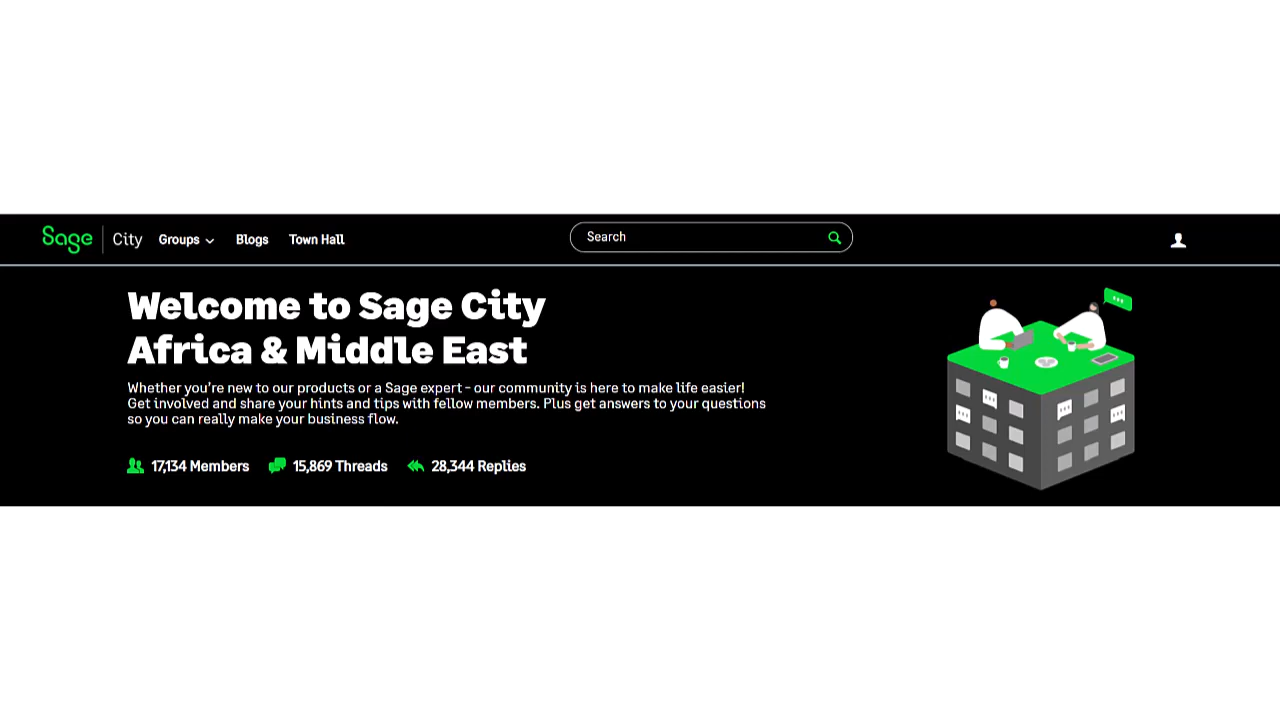 Sage City Groups Blogs Town Hall Search
Welcome to Sage City
Africa & Middle East
Whether you're new to our products or a Sage expert - our community is here to make life easier!
Get involved and share your hints and tips with fellow members. Plus get answers to your questions
so you can really make your business flow.
17,134 Members 15,869 Threads 28,344 Replies